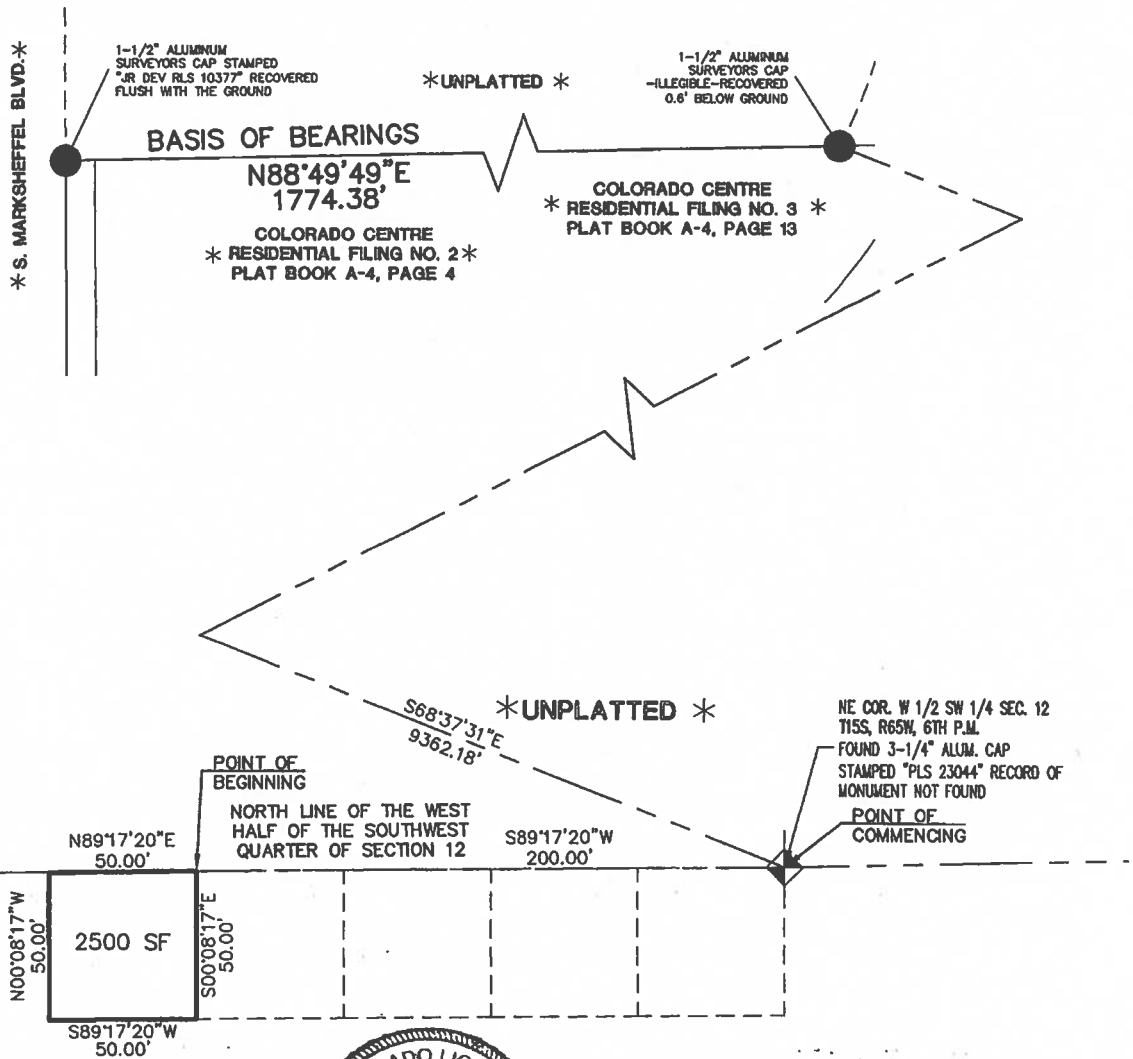 *S. MARKSHEFFEL BLVD.*
1-1/2" ALUMINUM
SURVEYORS CAP STAMPED
"JR DEV RLS 10377" RECOVERED
FLUSH WITH THE GROUND
*UNPLATTED *
1-1/2" ALUMINUM
SURVEYORS CAP
-ILLEGIBLE-RECOVERED
0.6' BELOW GROUND
BASIS OF BEARINGS
N88°49'49"E
1774.38'
COLORADO CENTRE
* RESIDENTIAL FILING NO. 2*
PLAT BOOK A-4, PAGE 4
COLORADO CENTRE
* RESIDENTIAL FILING NO. 3 *
PLAT BOOK A-4, PAGE 13
S68°37'31"E
9362.18'
*UNPLATTED *
NE COR. W 1/2 SW 1/4 SEC. 12
T15S, R65W, 6TH P.M.
FOUND 3-1/4" ALUM. CAP
STAMPED "PLS 23044" RECORD OF
MONUMENT NOT FOUND
POINT OF
COMMENCING
POINT OF
BEGINNING
NORTH LINE OF THE WEST
HALF OF THE SOUTHWEST
QUARTER OF SECTION 12
S89°17'20"W
200.00'
N89°17'20"E
50.00'
N00°08'17"W
50.00'
2500 SF
S00°08'17"E
50.00'
S89°17'20"W
50.00'